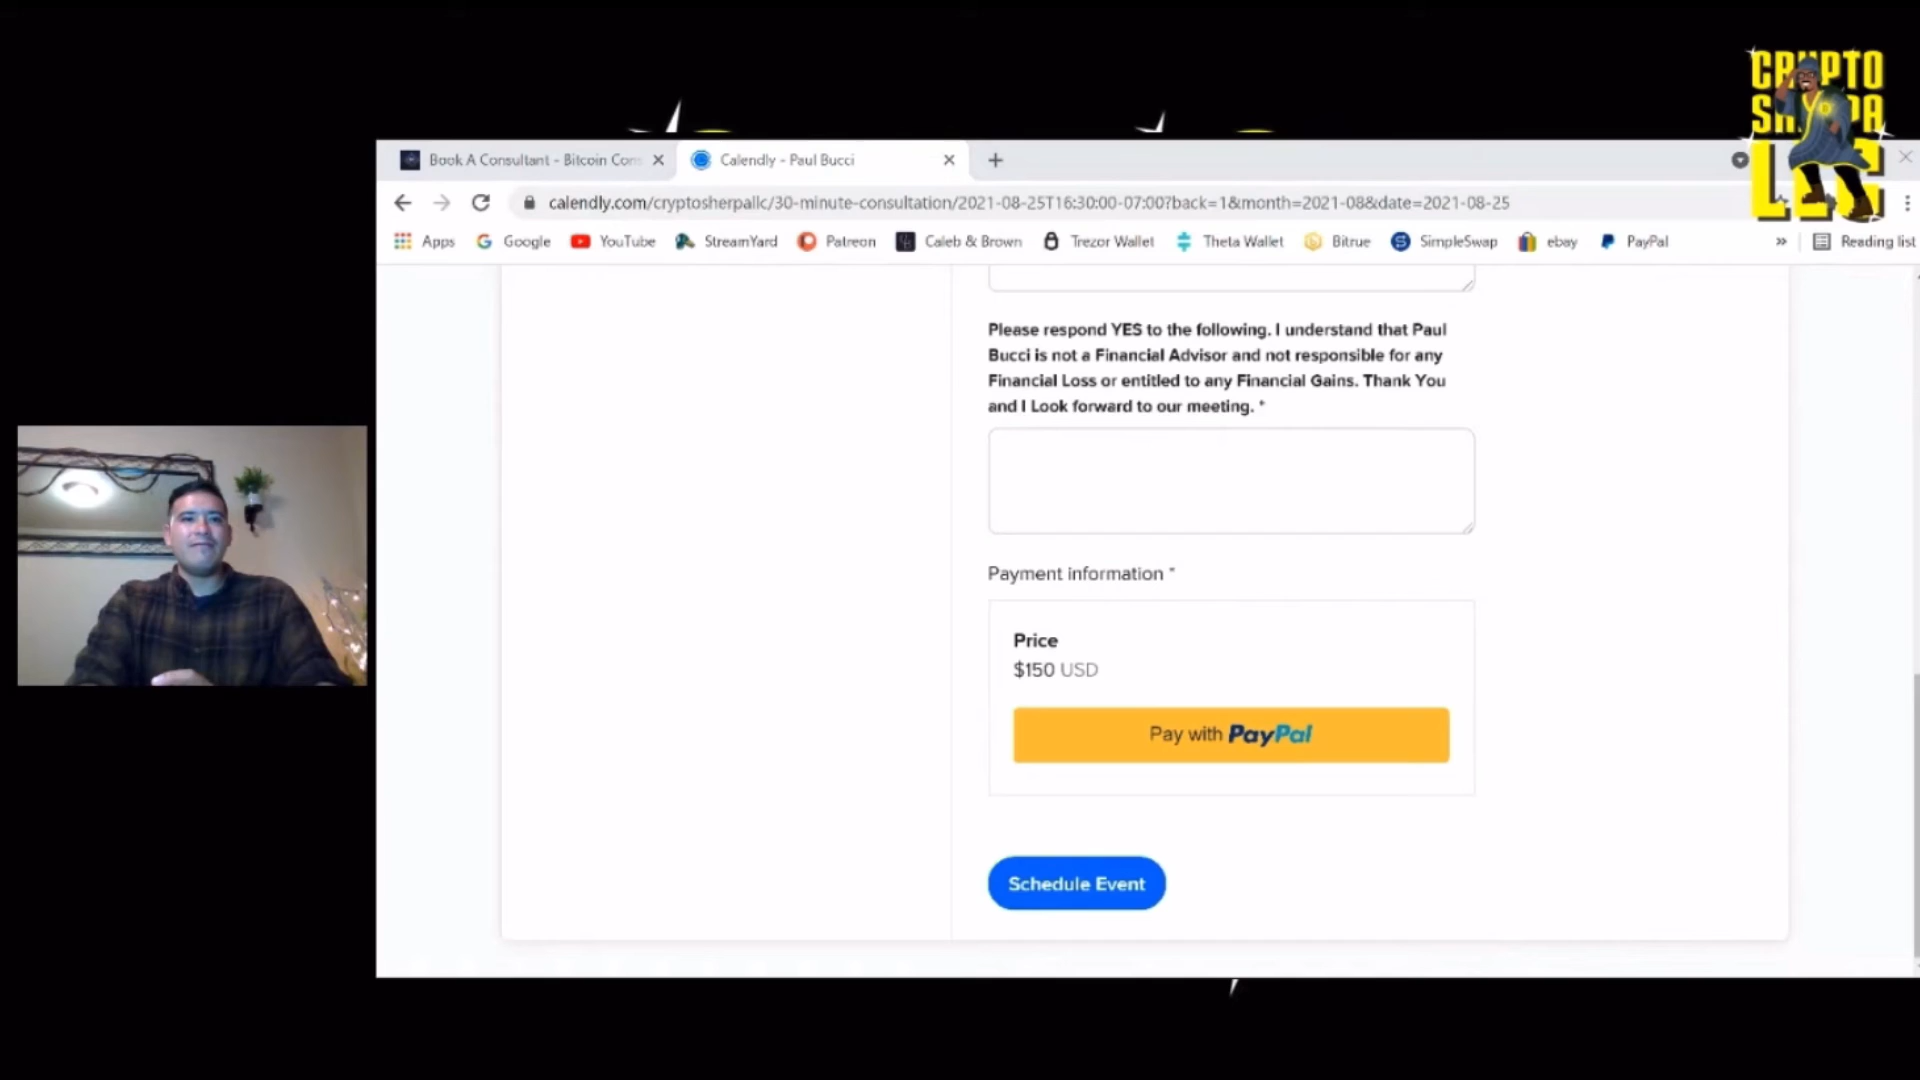 CRYPTO
LLC
Book A Consultant - Bitcoin Con
Calendly - Paul Bucci
calendly.com/cryptosherpallc/30-minute-consultation/2021-08-25T16:30:00-07:00?back=1&month=2021-08&date=2021-08-25
Apps Google YouTube StreamYard Patreon Caleb & Brown Trezor Wallet Theta Wallet Bitrue SimpleSwap ebay PayPal » Reading list
Please respond YES to the following. I understand that Paul
Bucci is not a Financial Advisor and not responsible for any
Financial Loss or entitled to any Financial Gains. Thank You
and I Look forward to our meeting. *
Payment information *
Price
$150 USD
Pay with PayPal
Schedule Event